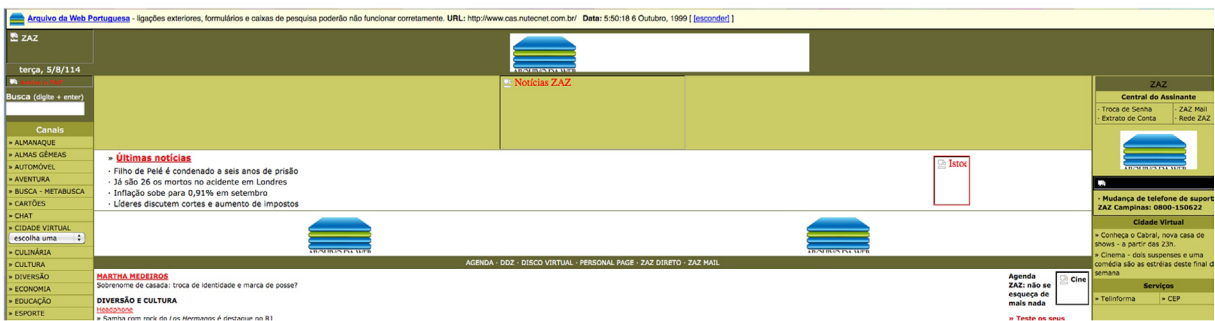 Arquivo da Web Portuguesa - ligações exteriores, formulários e caixas de pesquisa poderão não funcionar corretamente. URL: http://www.cas.nutecnet.com.br/ Data: 5:50:18 6 Outubro, 1999 [ [esconder] ]
ZAZ
terça, 5/8/114
Busca (digite + enter)
Canais
» ALMANAQUE
» ALMAS GÊMEAS
» AUTOMÓVEL
» AVENTURA
» BUSCA - METABUSCA
» CARTÕES
» CHAT
» CIDADE VIRTUAL
escolha uma
» CULINÁRIA
» CULTURA
» DIVERSÃO
» ECONOMIA
» EDUCAÇÃO
» ESPORTE
Notícias ZAZ
» Últimas notícias
· Filho de Pelé é condenado a seis anos de prisão
· Já são 26 os mortos no acidente em Londres
· Inflação sobe para 0,91% em setembro
· Líderes discutem cortes e aumento de impostos
Istoé
AGENDA - DDZ - DISCO VIRTUAL - PERSONAL PAGE - ZAZ DIRETO - ZAZ MAIL
MARTHA MEDEIROS
Sobrenome de casada: troca de identidade e marca de posse?
DIVERSÃO E CULTURA
Headphone
» Samba com rock do Los Hermanos é destaque no RJ
Agenda
ZAZ: não se
esqueça de
mais nada
Cine
» Teste os seus
ZAZ
Central do Assinante
· Troca de Senha · ZAZ Mail
· Extrato de Conta · Rede ZAZ
· Mudança de telefone de suport
ZAZ Campinas: 0800-150622
Cidade Virtual
» Conheça o Cabral, nova casa de
shows - a partir das 23h.
» Cinema - dois suspenses e uma
comédia são as estréias deste final d
semana
Serviços
» Telinforma » CEP